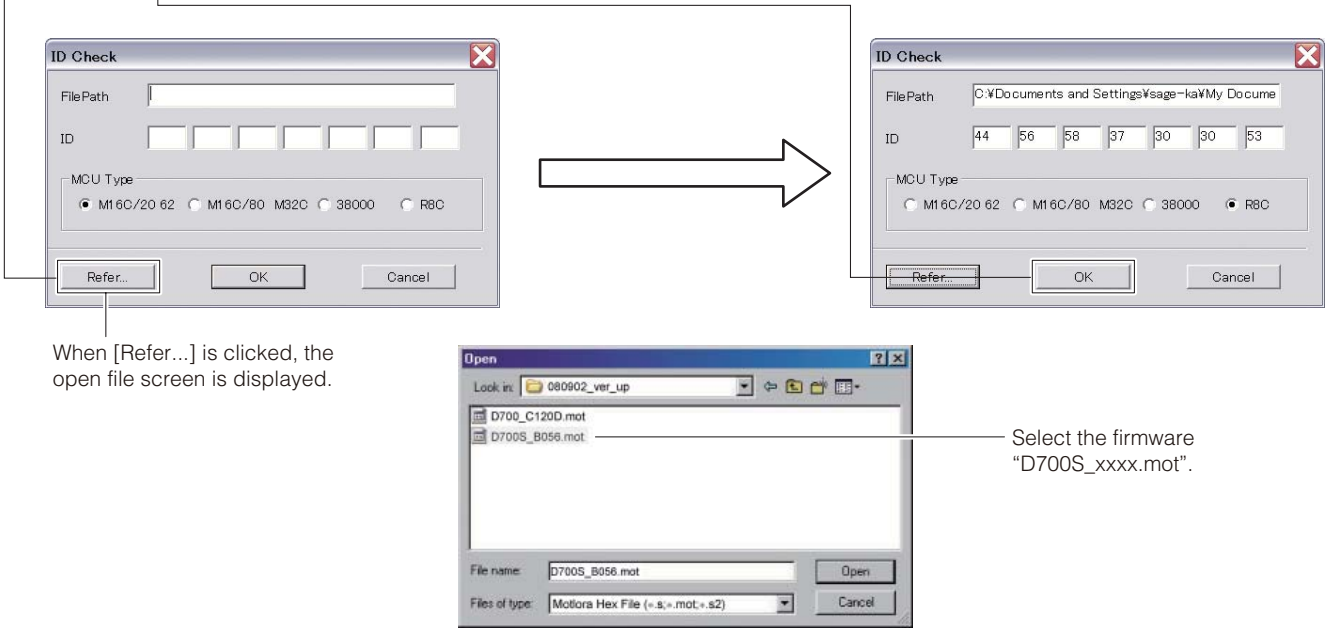 ID Check
FilePath
ID
MCU Type
M16C/20 62 M16C/80 M32C 38000 R8C
Refer... OK Cancel
When [Refer...] is clicked, the
open file screen is displayed.
ID Check
FilePath C:¥Documents and Settings¥sage-ka¥My Docume
ID 44 56 58 37 30 30 53
MCU Type
M16C/20 62 M16C/80 M32C 38000 R8C
Refer... OK Cancel
Open
Look in: 080902_ver_up
D700_C120D.mot
D700S_B056.mot
File name: D700S_B056.mot Open
Files of type: Motlora Hex File (*.s;*.mot;*.s2) Cancel
Select the firmware
“D700S_xxxx.mot”.